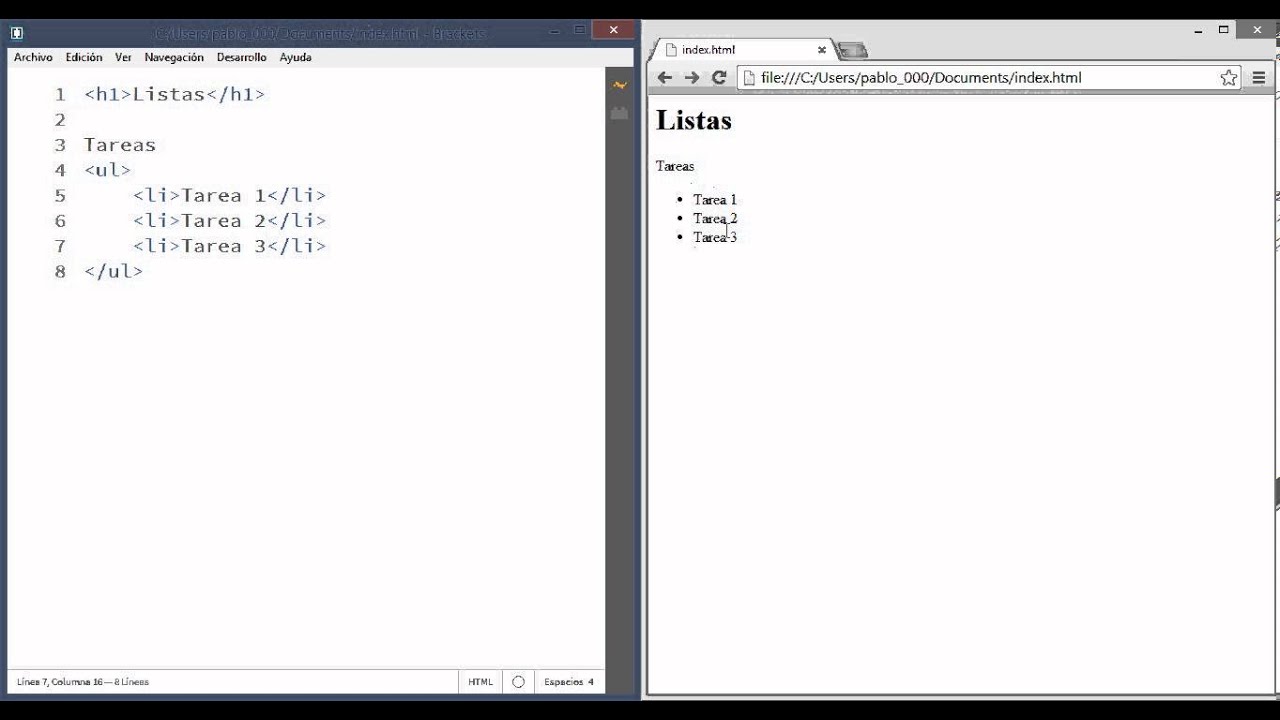 C:/Users/pablo_000/Documents/index.html - Brackets
Archivo Edición Ver Navegación Desarrollo Ayuda
1 <h1>Listas</h1>
2
3 Tareas
4 <ul>
5 <li>Tarea 1</li>
6 <li>Tarea 2</li>
7 <li>Tarea 3</li>
8 </ul>
Línea 7, Columna 16 — 8 Líneas
HTML
Espacios 4
index.html
file:///C:/Users/pablo_000/Documents/index.html
Listas
Tareas
• Tarea 1
• Tarea 2
• Tarea 3